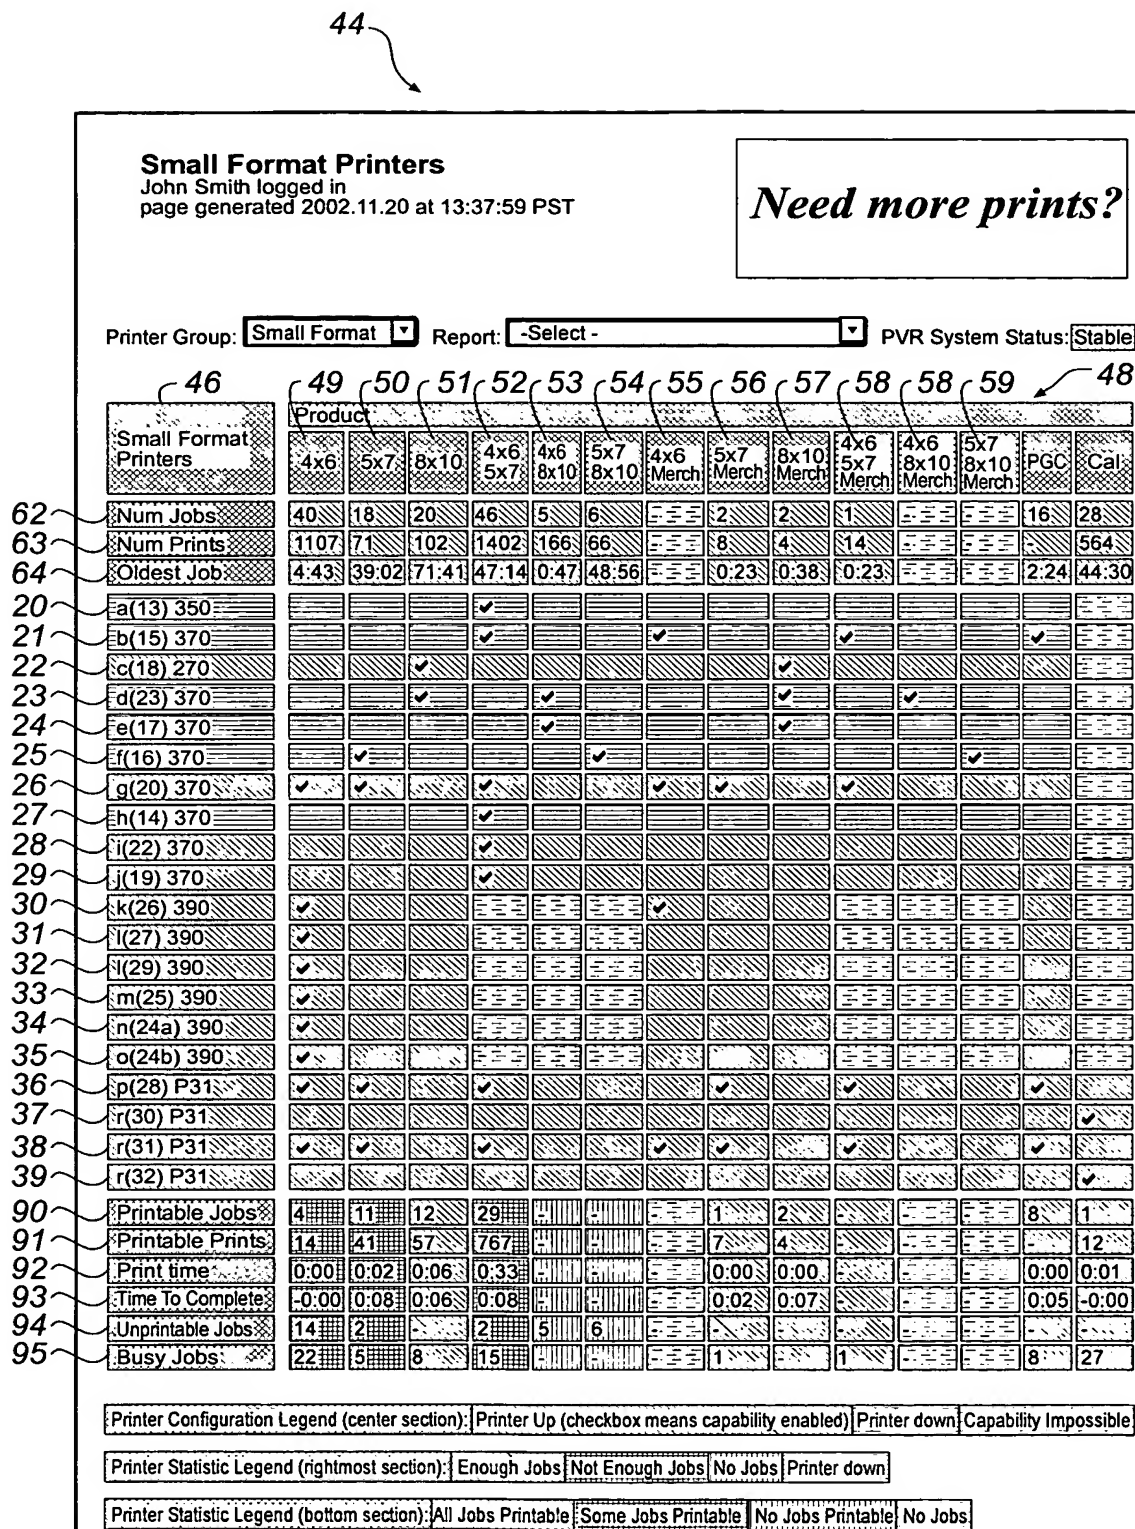 44
Small Format Printers
John Smith logged in
page generated 2002.11.20 at 13:37:59 PST
Need more prints?
Printer Group: Small Format Report: -Select - PVR System Status: Stable
46 49 50 51 52 53 54 55 56 57 58 58 59 48
Small Format Printers
Product
4x6 5x7 8x10 4x6 5x7 4x6 8x10 5x7 8x10 4x6 Merch 5x7 Merch 8x10 Merch 4x6 5x7 Merch 4x6 8x10 Merch 5x7 8x10 Merch PGC Cal
62 Num Jobs 40 18 20 46 5 6 - 2 2 1 - - 16 28
63 Num Prints 1107 71 102 1402 166 66 - 8 4 14 - - - 564
64 Oldest Job 4:43 39:02 71:41 47:14 0:47 48:56 - 0:23 0:38 0:23 - - 2:24 44:30
20 a(13) 350 ✓
21 b(15) 370 ✓ ✓ ✓ ✓
22 c(18) 270 ✓ ✓
23 d(23) 370 ✓ ✓ ✓ ✓
24 e(17) 370 ✓ ✓
25 f(16) 370 ✓ ✓ ✓
26 g(20) 370 ✓ ✓ ✓ ✓ ✓ ✓
27 h(14) 370 ✓
28 i(22) 370 ✓
29 j(19) 370 ✓
30 k(26) 390 ✓ ✓
31 l(27) 390 ✓
32 l(29) 390 ✓
33 m(25) 390 ✓
34 n(24a) 390 ✓
35 o(24b) 390 ✓
36 p(28) P31 ✓ ✓ ✓ ✓ ✓ ✓
37 r(30) P31 ✓
38 r(31) P31 ✓ ✓ ✓ ✓ ✓ ✓ ✓
39 r(32) P31 ✓
90 Printable Jobs 4 11 12 29 - - - 1 2 - - - 8 1
91 Printable Prints 14 41 57 767 - - - 7 4 - - - 12
92 Print time 0:00 0:02 0:06 0:33 - - - 0:00 0:00 - - - 0:00 0:01
93 Time To Complete -0:00 0:08 0:06 0:08 - - - 0:02 0:07 - - - 0:05 -0:00
94 Unprintable Jobs 14 2 2 5 6 - - - - - - - -
95 Busy Jobs 22 5 8 15 - - - 1 - 1 - - 8 27
Printer Configuration Legend (center section): Printer Up (checkbox means capability enabled) Printer down Capability Impossible
Printer Statistic Legend (rightmost section): Enough Jobs Not Enough Jobs No Jobs Printer down
Printer Statistic Legend (bottom section): All Jobs Printable Some Jobs Printable No Jobs Printable No Jobs